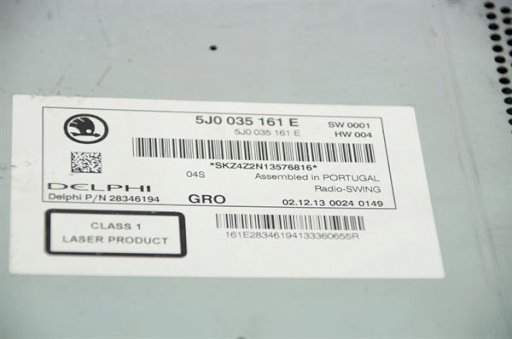 5J0 035 161 E SW 0001
5J0 035 161 E HW 004
*SKZ4Z2N13576816*
04S Assembled in PORTUGAL
DELPHI Radio-SWING
Delphi P/N 28346194 GRO 02.12.13 0024 0149
CLASS 1
LASER PRODUCT
161E28346194133360655R